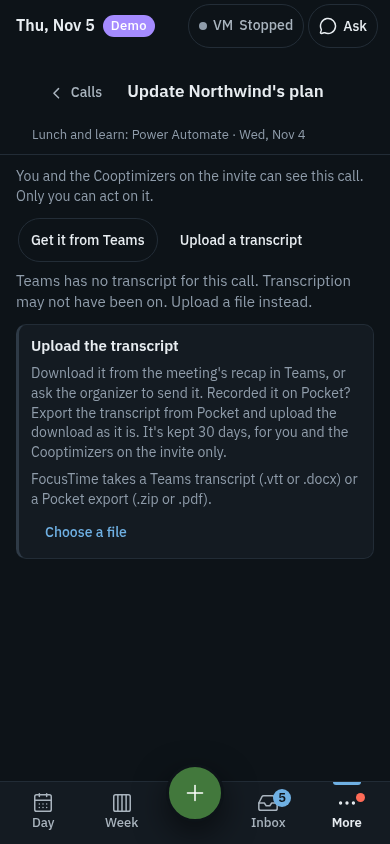 Thu, Nov 5 Demo VM Stopped Ask
Calls Update Northwind's plan
Lunch and learn: Power Automate · Wed, Nov 4
You and the Cooptimizers on the invite can see this call.
Only you can act on it.
Get it from Teams Upload a transcript
Teams has no transcript for this call. Transcription
may not have been on. Upload a file instead.
Upload the transcript
Download it from the meeting's recap in Teams, or
ask the organizer to send it. Recorded it on Pocket?
Export the transcript from Pocket and upload the
download as it is. It's kept 30 days, for you and the
Cooptimizers on the invite only.
FocusTime takes a Teams transcript (.vtt or .docx) or
a Pocket export (.zip or .pdf).
Choose a file
5
Day Week Inbox More